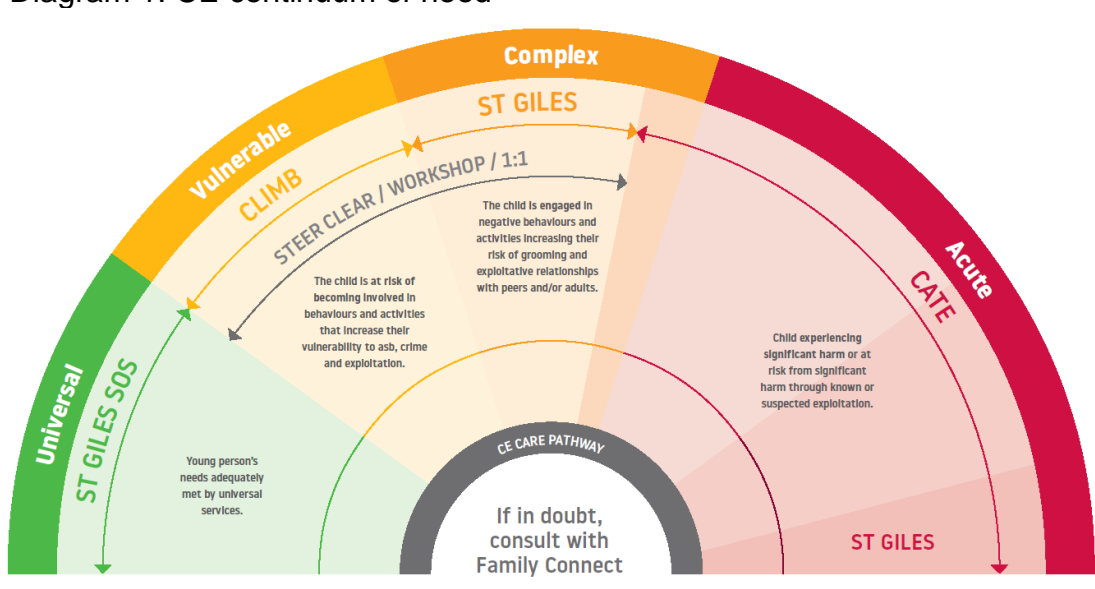 Diagram 1: CE continuum of need
Universal
Vulnerable
Complex
Acute
ST GILES SOS
CLIMB
ST GILES
CATE
STEER CLEAR / WORKSHOP / 1:1
Young person's
needs adequately
met by universal
services.
The child is at risk of
becoming involved in
behaviours and activities
that increase their
vulnerability to asb, crime
and exploitation.
The child is engaged in
negative behaviours and
activities increasing their
risk of grooming and
exploitative relationships
with peers and/or adults.
Child experiencing
significant harm or at
risk from significant
harm through known or
suspected exploitation.
ST GILES
CE CARE PATHWAY
If in doubt,
consult with
Family Connect